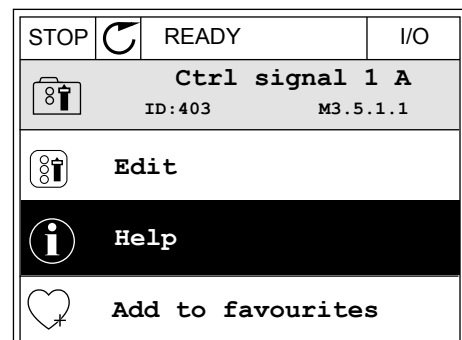 STOP READY I/O
Ctrl signal 1 A
ID:403 M3.5.1.1
Edit
Help
Add to favourites